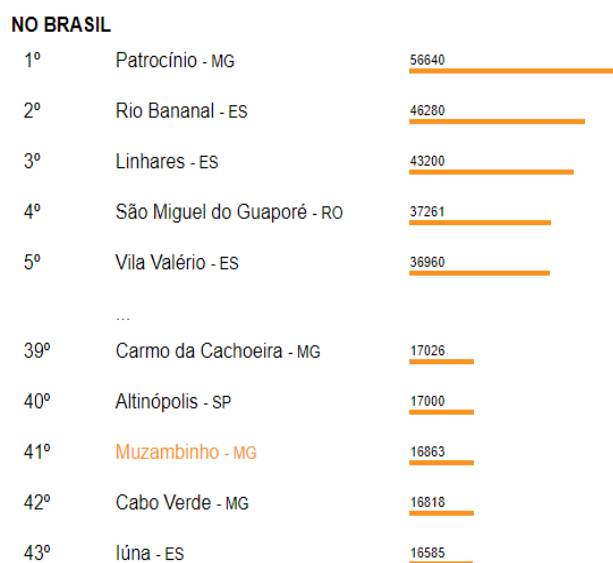 NO BRASIL
1º Patrocínio - MG 56640
2º Rio Bananal - ES 46280
3º Linhares - ES 43200
4º São Miguel do Guaporé - RO 37261
5º Vila Valério - ES 36960
...
39º Carmo da Cachoeira - MG 17026
40º Altinópolis - SP 17000
41º Muzambinho - MG 16863
42º Cabo Verde - MG 16818
43º Iúna - ES 16585